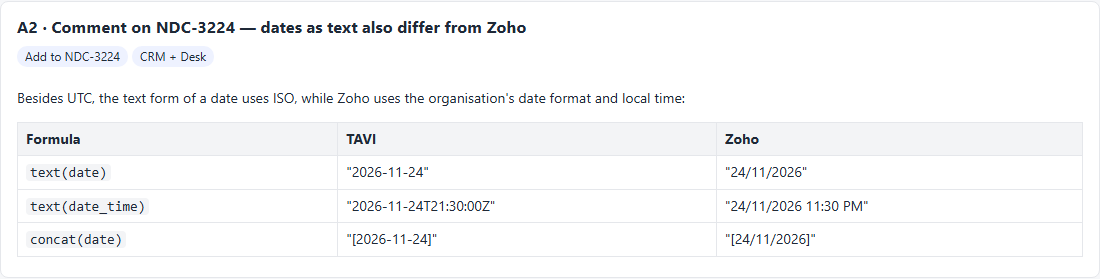 A2 · Comment on NDC-3224 — dates as text also differ from Zoho
Add to NDC-3224 CRM + Desk
Besides UTC, the text form of a date uses ISO, while Zoho uses the organisation's date format and local time:
Formula TAVI Zoho
text(date) "2026-11-24" "24/11/2026"
text(date_time) "2026-11-24T21:30:00Z" "24/11/2026 11:30 PM"
concat(date) "[2026-11-24]" "[24/11/2026]"